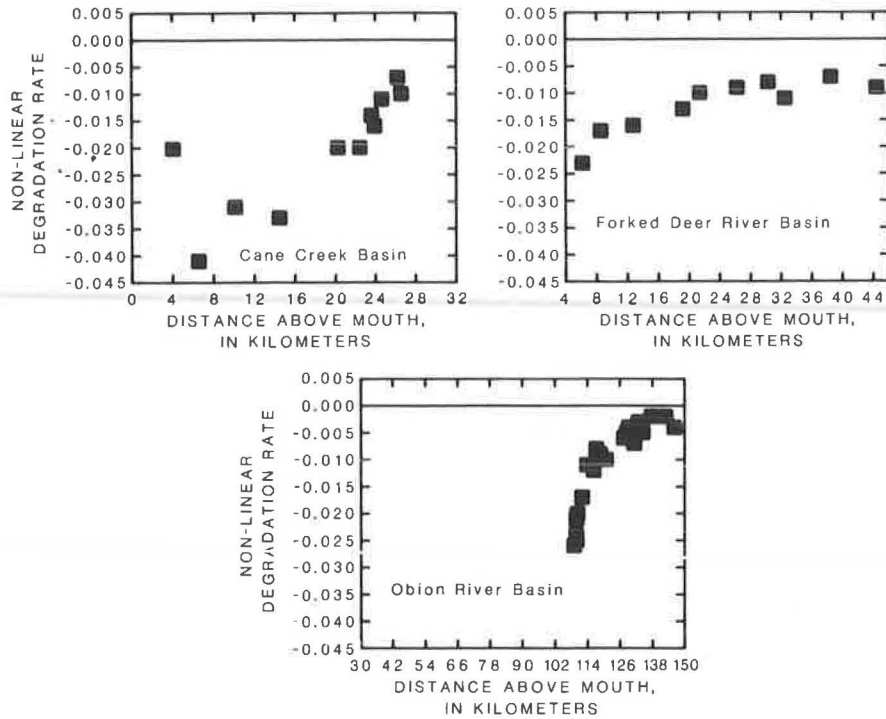 NON-LINEAR
DEGRADATION RATE
0.005
0.000
-0.005
-0.010
-0.015
-0.020
-0.025
-0.030
-0.035
-0.040
-0.045
Cane Creek Basin
0 4 8 12 16 20 24 28 32
DISTANCE ABOVE MOUTH,
IN KILOMETERS
0.005
0.000
-0.005
-0.010
-0.015
-0.020
-0.025
-0.030
-0.035
-0.040
-0.045
Forked Deer River Basin
4 8 12 16 20 24 28 32 36 40 44
DISTANCE ABOVE MOUTH,
IN KILOMETERS
NON-LINEAR
DEGRADATION RATE
0.005
0.000
-0.005
-0.010
-0.015
-0.020
-0.025
-0.030
-0.035
-0.040
-0.045
Obion River Basin
30 42 54 66 78 90 102 114 126 138 150
DISTANCE ABOVE MOUTH,
IN KILOMETERS